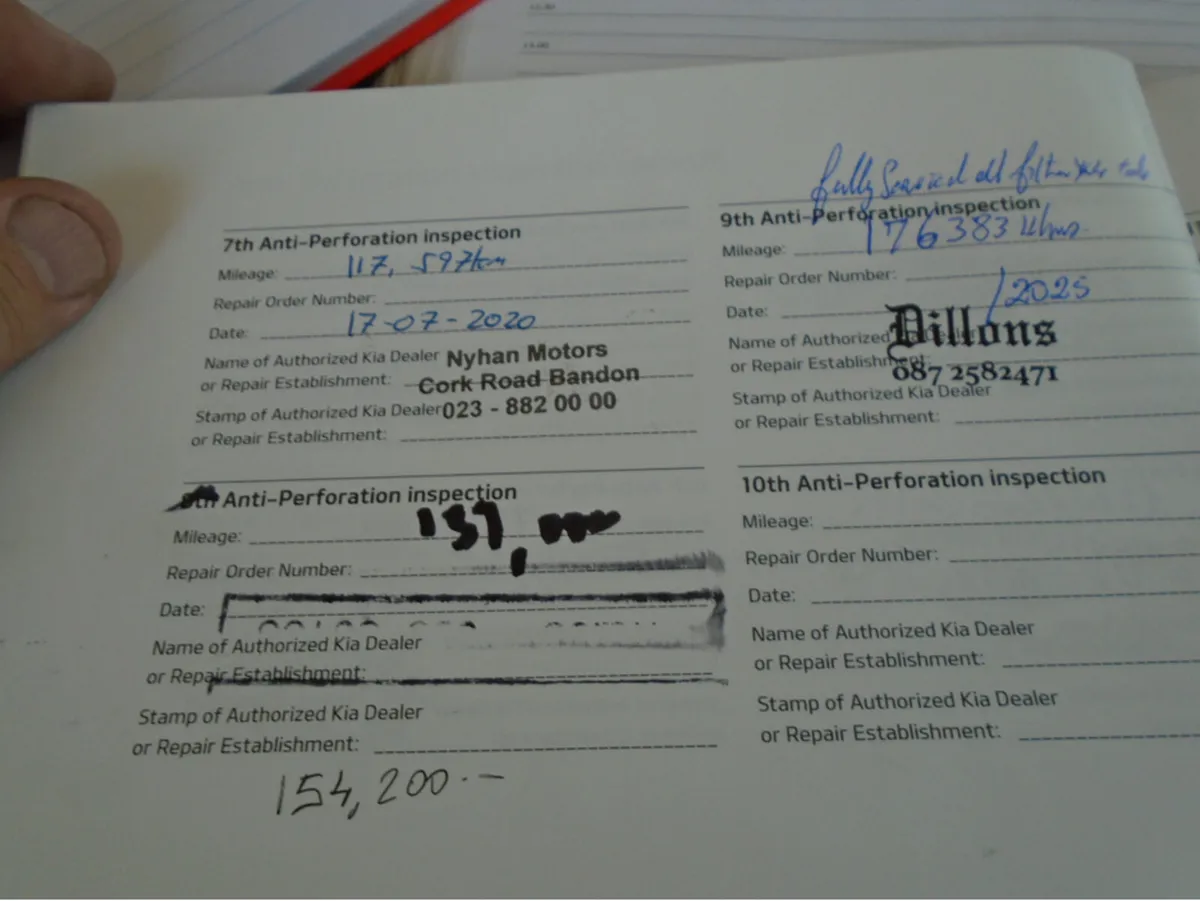 7th Anti-Perforation inspection
Mileage: 117, 597km
Repair Order Number:
Date: 17-07-2020
Name of Authorized Kia Dealer Nyhan Motors
or Repair Establishment: Cork Road Bandon
Stamp of Authorized Kia Dealer 023 - 882 00 00
or Repair Establishment:
Anti-Perforation inspection
Mileage: 137,
Repair Order Number:
Date:
Name of Authorized Kia Dealer
or Repair Establishment:
Stamp of Authorized Kia Dealer
or Repair Establishment:
154,200.-
fully Serviced all
9th Anti-Perforation inspection
Mileage: 176383 Khms
Repair Order Number:
Date: /2025
Name of Authorized Dillons
or Repair Establishment: 087 2582471
Stamp of Authorized Kia Dealer
or Repair Establishment:
10th Anti-Perforation inspection
Mileage:
Repair Order Number:
Date:
Name of Authorized Kia Dealer
or Repair Establishment:
Stamp of Authorized Kia Dealer
or Repair Establishment: